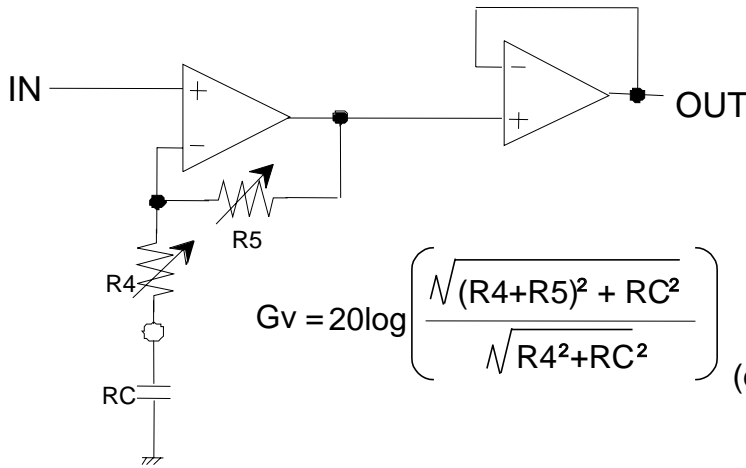 IN
+
−
−
+
OUT
R5
R4
Gv = 20log ( √(R4+R5)² + RC² / √R4²+RC² )
RC